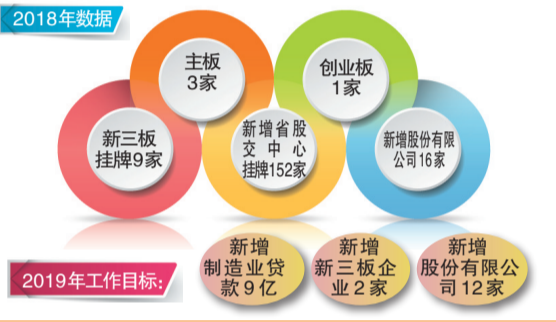 2018年数据
主板
3家
创业板
1家
新三板
挂牌9家
新增省股
交中心
挂牌152家
新增股份有限
公司16家
2019年工作目标：
新增
制造业贷
款9亿
新增
新三板企
业2家
新增
股份有限公
司12家